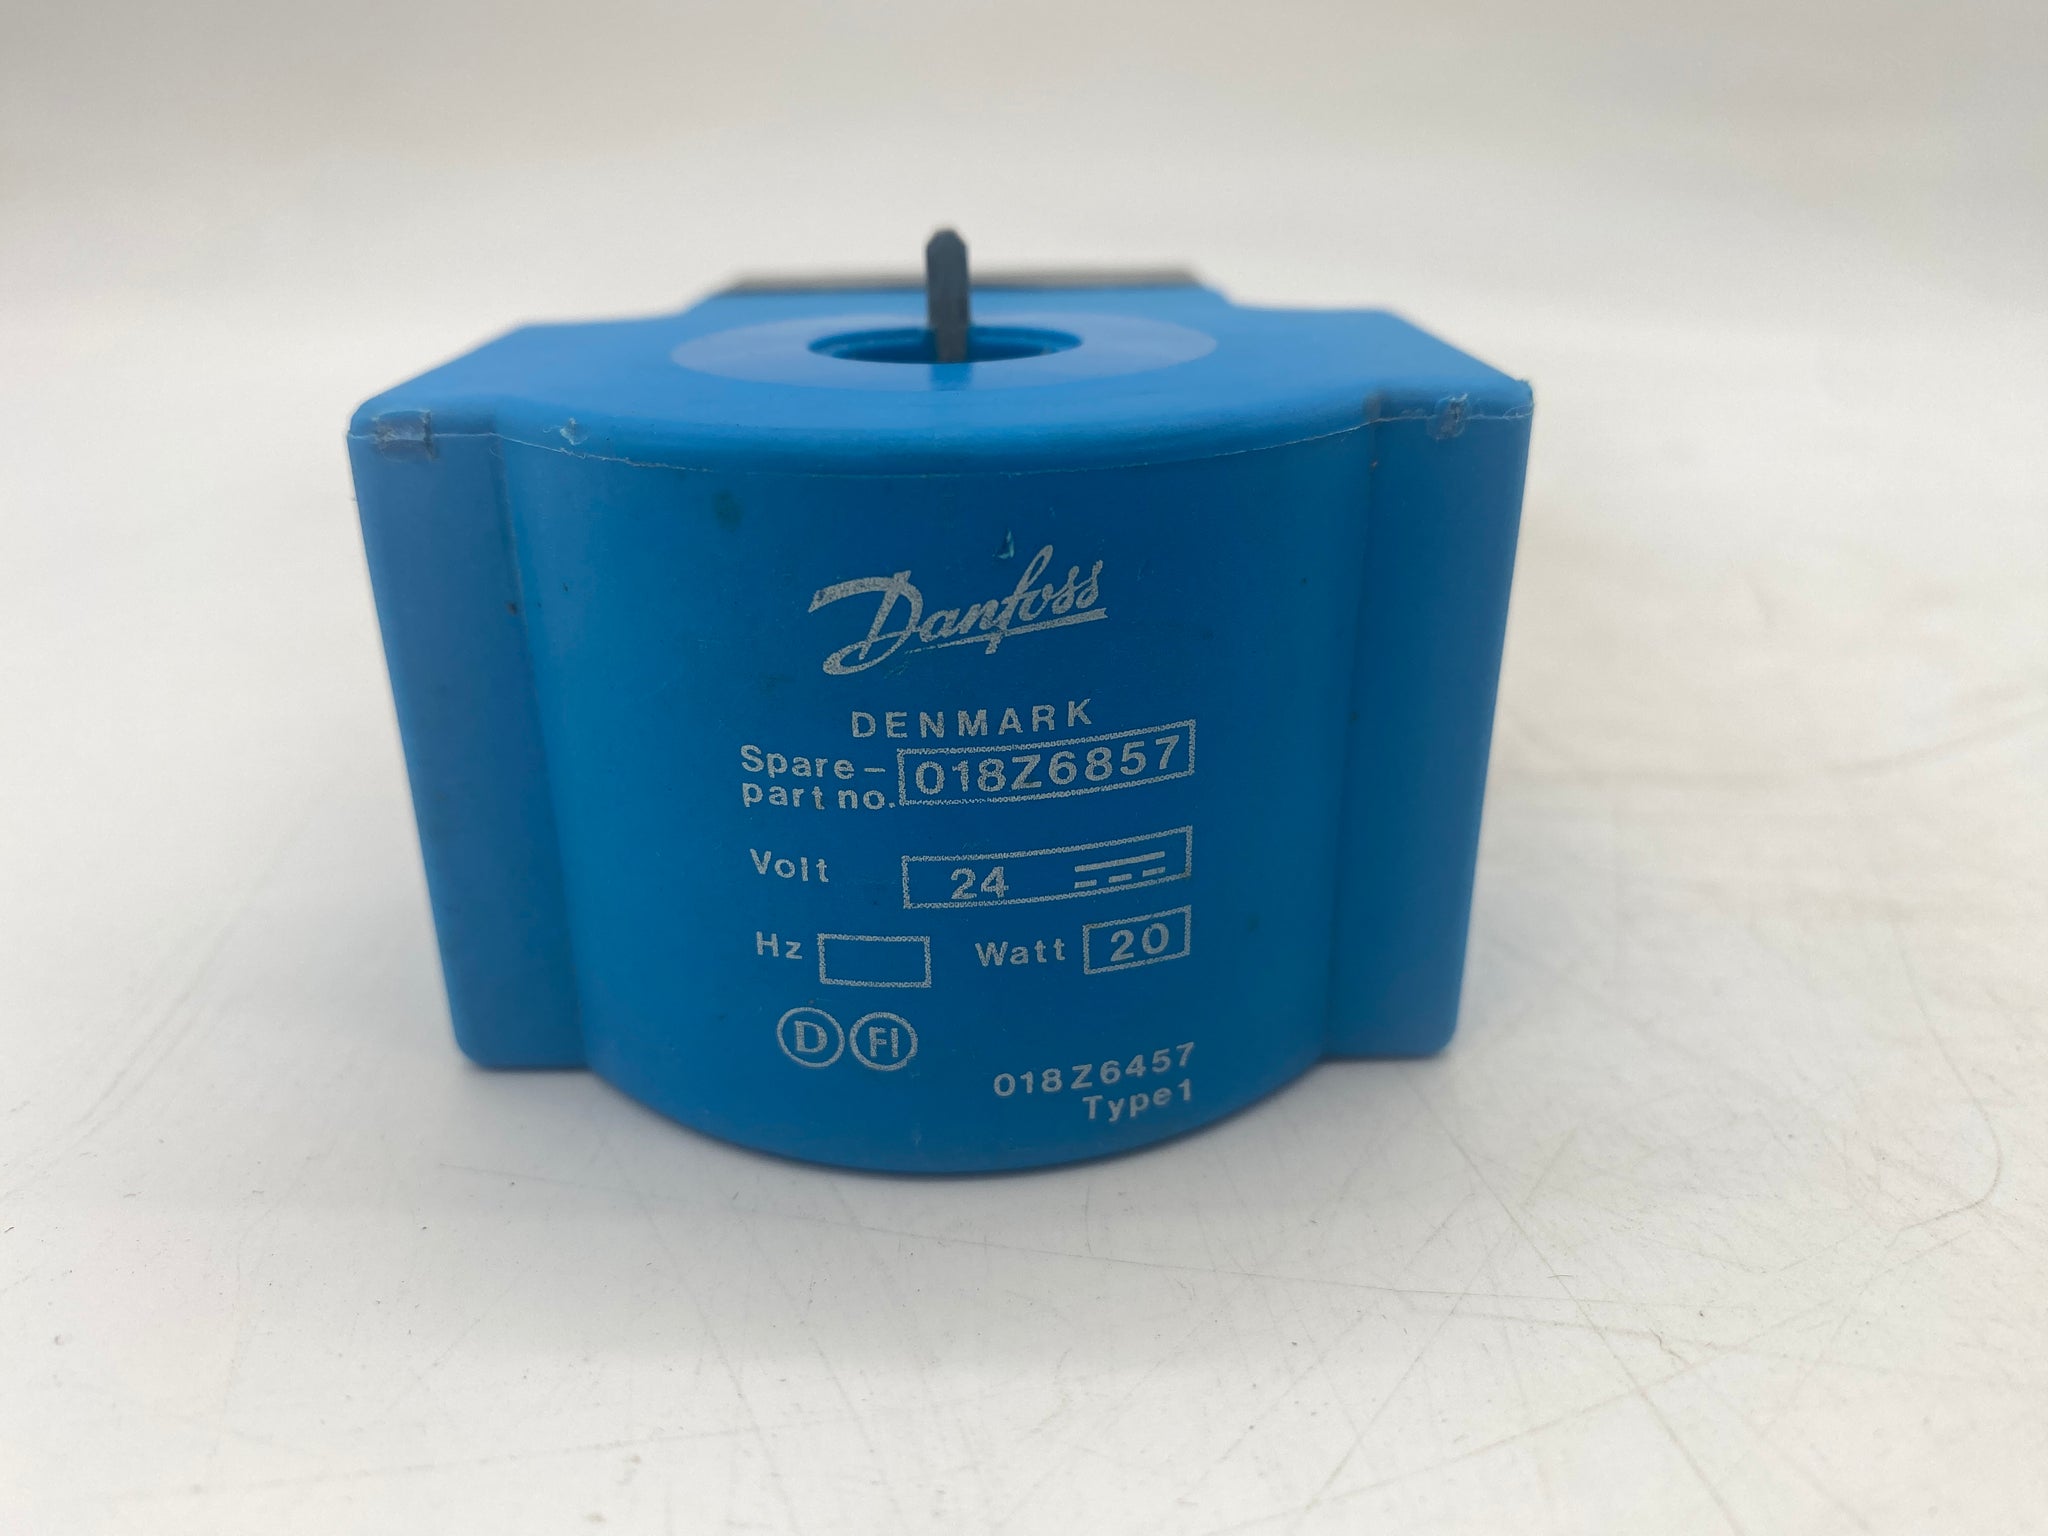 Danfoss
DENMARK
Spare-
part no. 018Z6857
Volt 24
Hz Watt 20
D FI
018Z6457
Type1